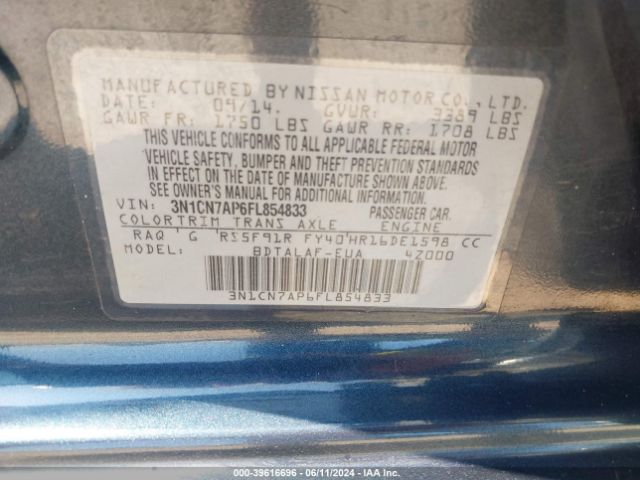 MANUFACTURED BY NISSAN MOTOR CO., LTD.
DATE: 09/14. GVWR: 3389 LBS
GAWR FR: 1750 LBS GAWR RR: 1708 LBS
THIS VEHICLE CONFORMS TO ALL APPLICABLE FEDERAL MOTOR
VEHICLE SAFETY, BUMPER AND THEFT PREVENTION STANDARDS
IN EFFECT ON THE DATE OF MANUFACTURE SHOWN ABOVE.
SEE OWNER'S MANUAL FOR ADDITIONAL INFORMATION.
VIN: 3N1CN7AP6FL854833 PASSENGER CAR.
COLOR TRIM TRANS AXLE ENGINE
RAQ G RS5F91R FY40 HR16DE1598 CC
MODEL: BDTALAF-EUA 4Z000
3N1CN7AP6FL854833
000-39616696 - 06/11/2024 - IAA Inc.